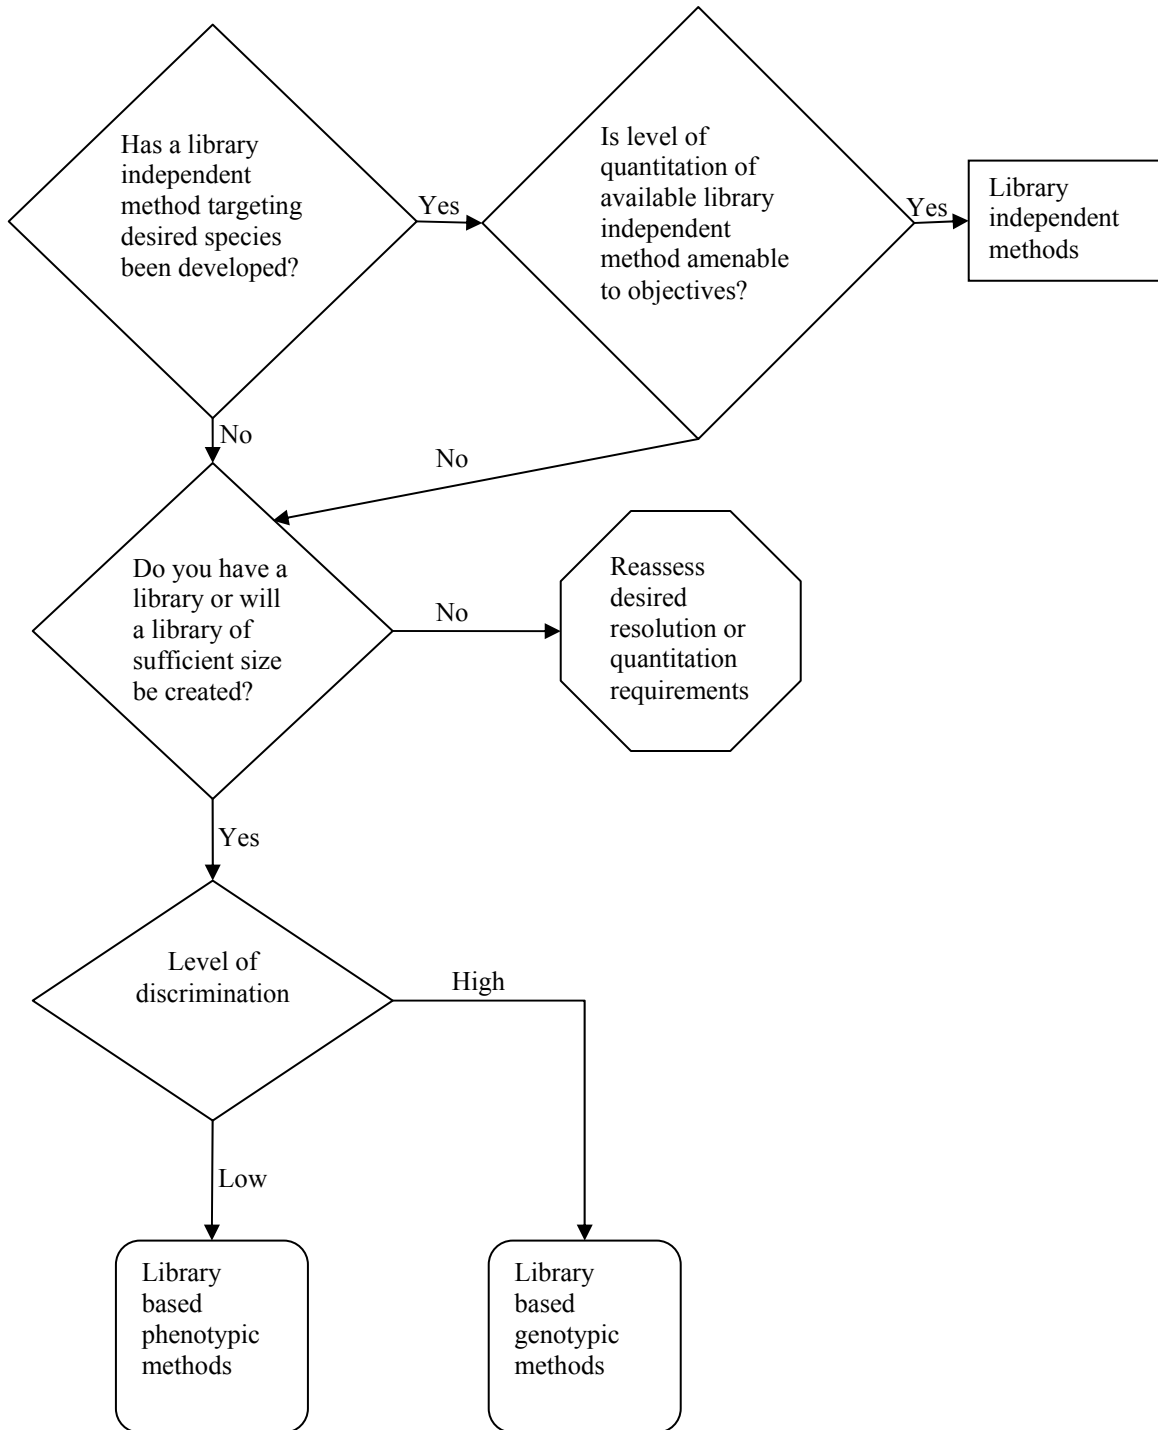 Has a library
independent
method targeting
desired species
been developed?
Yes
Is level of
quantitation of
available library
independent
method amenable
to objectives?
Yes
Library
independent
methods
No
No
Do you have a
library or will
a library of
sufficient size
be created?
No
Reassess
desired
resolution or
quantitation
requirements
Yes
Level of
discrimination
High
Low
Library
based
phenotypic
methods
Library
based
genotypic
methods